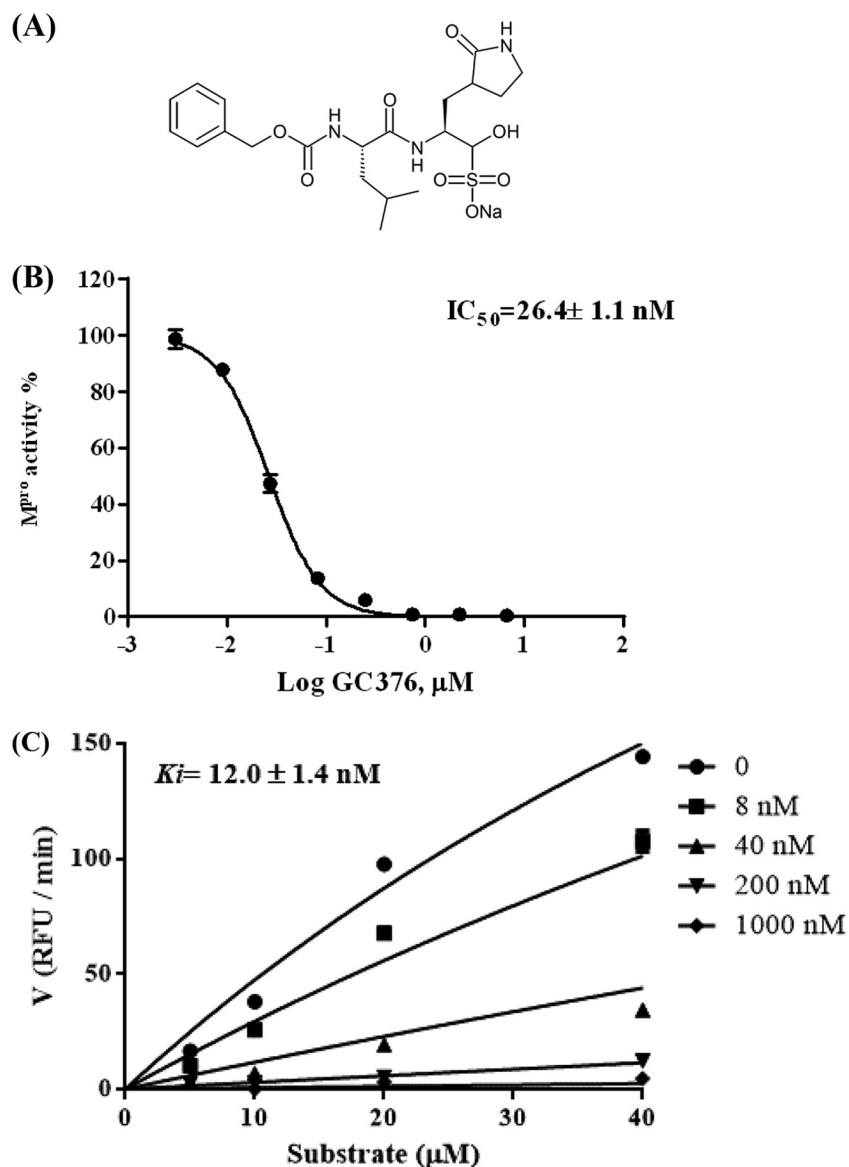 (A)
O
NH
O
H
N
O
O
O
N
H
OH
O=S=O
ONa
(B)
IC50=26.4± 1.1 nM
120
100
80
60
40
20
0
Mpro activity %
-3 -2 -1 0 1 2
Log GC376, µM
(C)
Ki= 12.0 ± 1.4 nM
150
100
50
0
V (RFU / min)
0 10 20 30 40
Substrate (µM)
0
8 nM
40 nM
200 nM
1000 nM